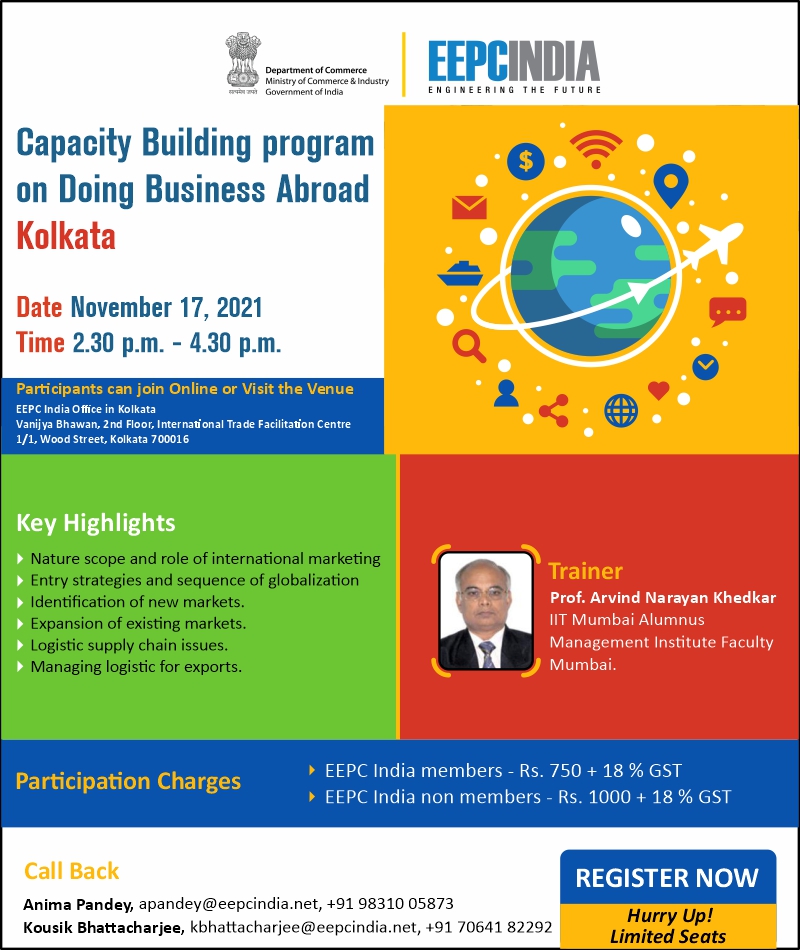 Department of Commerce
Ministry of Commerce & Industry
Government of India
सत्यमेव जयते
EEPCINDIA
ENGINEERING THE FUTURE
Capacity Building program
on Doing Business Abroad
Kolkata
Date November 17, 2021
Time 2.30 p.m. - 4.30 p.m.
Participants can join Online or Visit the Venue
EEPC India Office in Kolkata
Vanijya Bhawan, 2nd Floor, International Trade Facilitation Centre
1/1, Wood Street, Kolkata 700016
$
Key Highlights
Nature scope and role of international marketing
Entry strategies and sequence of globalization
Identification of new markets.
Expansion of existing markets.
Logistic supply chain issues.
Managing logistic for exports.
Trainer
Prof. Arvind Narayan Khedkar
IIT Mumbai Alumnus
Management Institute Faculty
Mumbai.
Participation Charges
EEPC India members - Rs. 750 + 18 % GST
EEPC India non members - Rs. 1000 + 18 % GST
Call Back
Anima Pandey, apandey@eepcindia.net, +91 98310 05873
Kousik Bhattacharjee, kbhattacharjee@eepcindia.net, +91 70641 82292
REGISTER NOW
Hurry Up!
Limited Seats